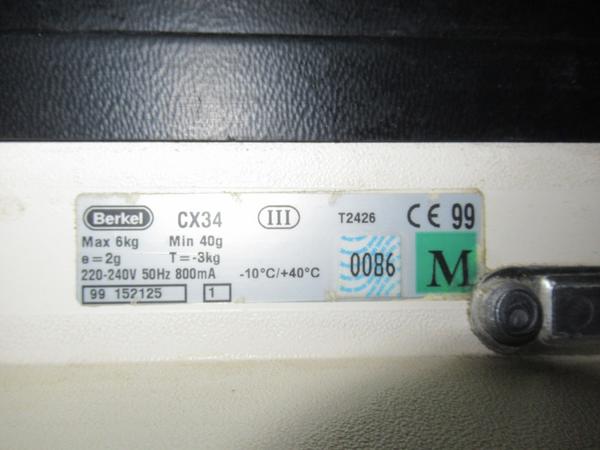 Berkel CX34 III T2426 CE 99
Max 6kg Min 40g
e=2g T=-3kg
220-240V 50Hz 800mA -10°C/+40°C 0086 M
99 152125 1